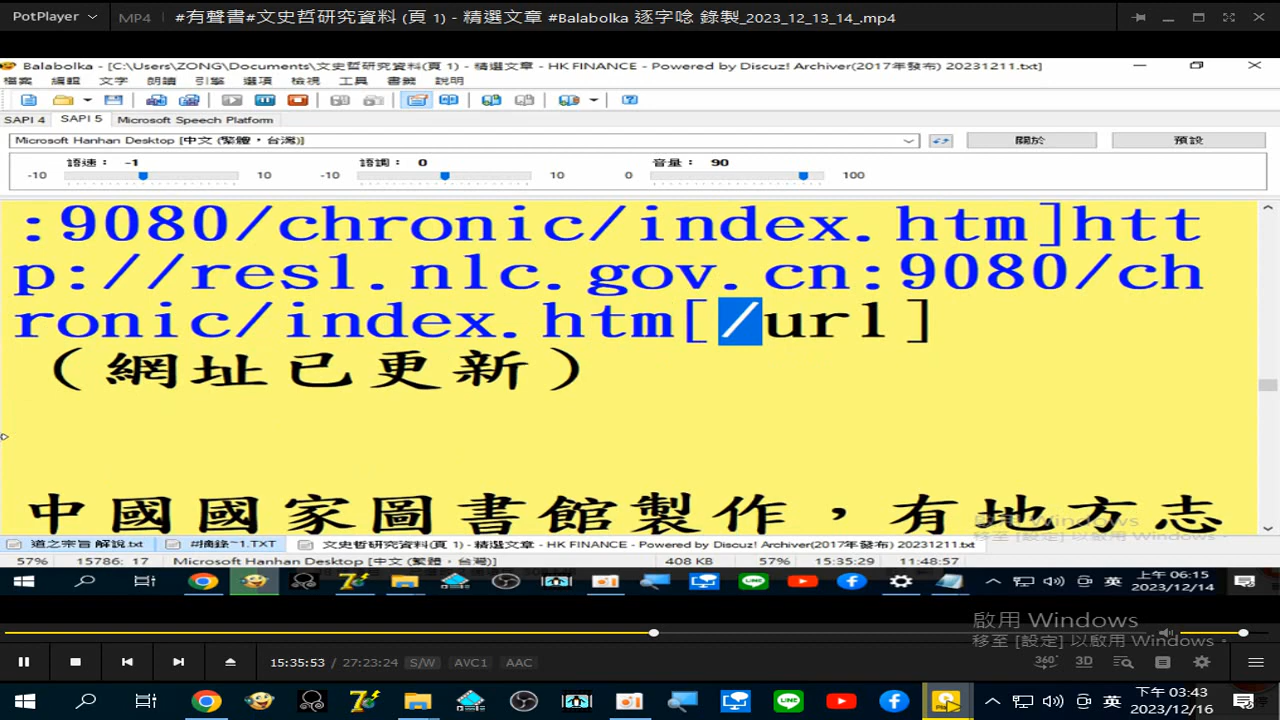 PotPlayer MP4 #有聲書#文史哲研究資料 (頁 1) - 精選文章 #Balabolka 逐字唸 錄製_2023_12_13_14_.mp4
Balabolka - [C:\Users\ZONG\Documents\文史哲研究資料(頁 1) - 精選文章 - HK FINANCE - Powered by Discuz! Archiver(2017年發布) 20231211.txt]
檔案 編輯 文字 朗讀 引擎 選項 檢視 工具 書籤 說明
SAPI 4 SAPI 5 Microsoft Speech Platform
Microsoft Hanhan Desktop [中文 (繁體，台灣)] 關於 預設
語速： -1 語調： 0 音量： 90
-10 10 -10 10 0 100
:9080/chronic/index.htm]htt
p://res1.nlc.gov.cn:9080/ch
ronic/index.htm[/url]
（網址已更新）
中國國家圖書館製作，有地方志
啟用 Windows
移至 [設定] 以啟用 Windows。
道之宗旨 解說.txt #摘錄~1.TXT 文史哲研究資料(頁 1) - 精選文章 - HK FINANCE - Powered by Discuz! Archiver(2017年發布) 20231211.txt
57% 15786: 17 Microsoft Hanhan Desktop [中文 (繁體，台灣)] 408 KB 57% 15:35:29 11:48:57
英 上午 06:15
2023/12/14
啟用 Windows
移至 [設定] 以啟用 Windows。
15:35:53 / 27:23:24 S/W AVC1 AAC 360° 3D
英 下午 03:43
2023/12/16